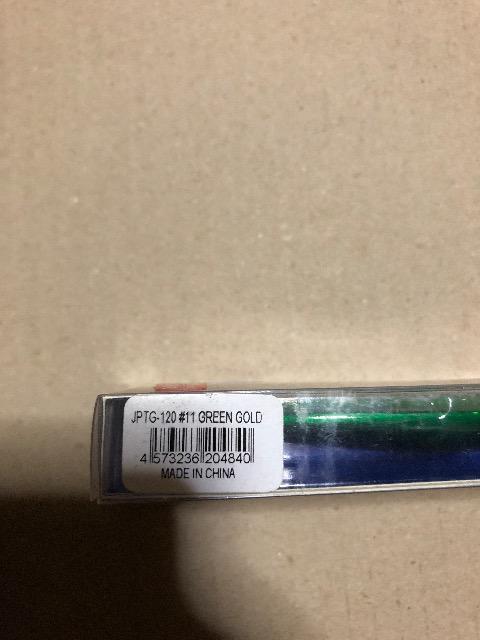 JPTG-120 #11 GREEN GOLD
4 573236 204840
MADE IN CHINA